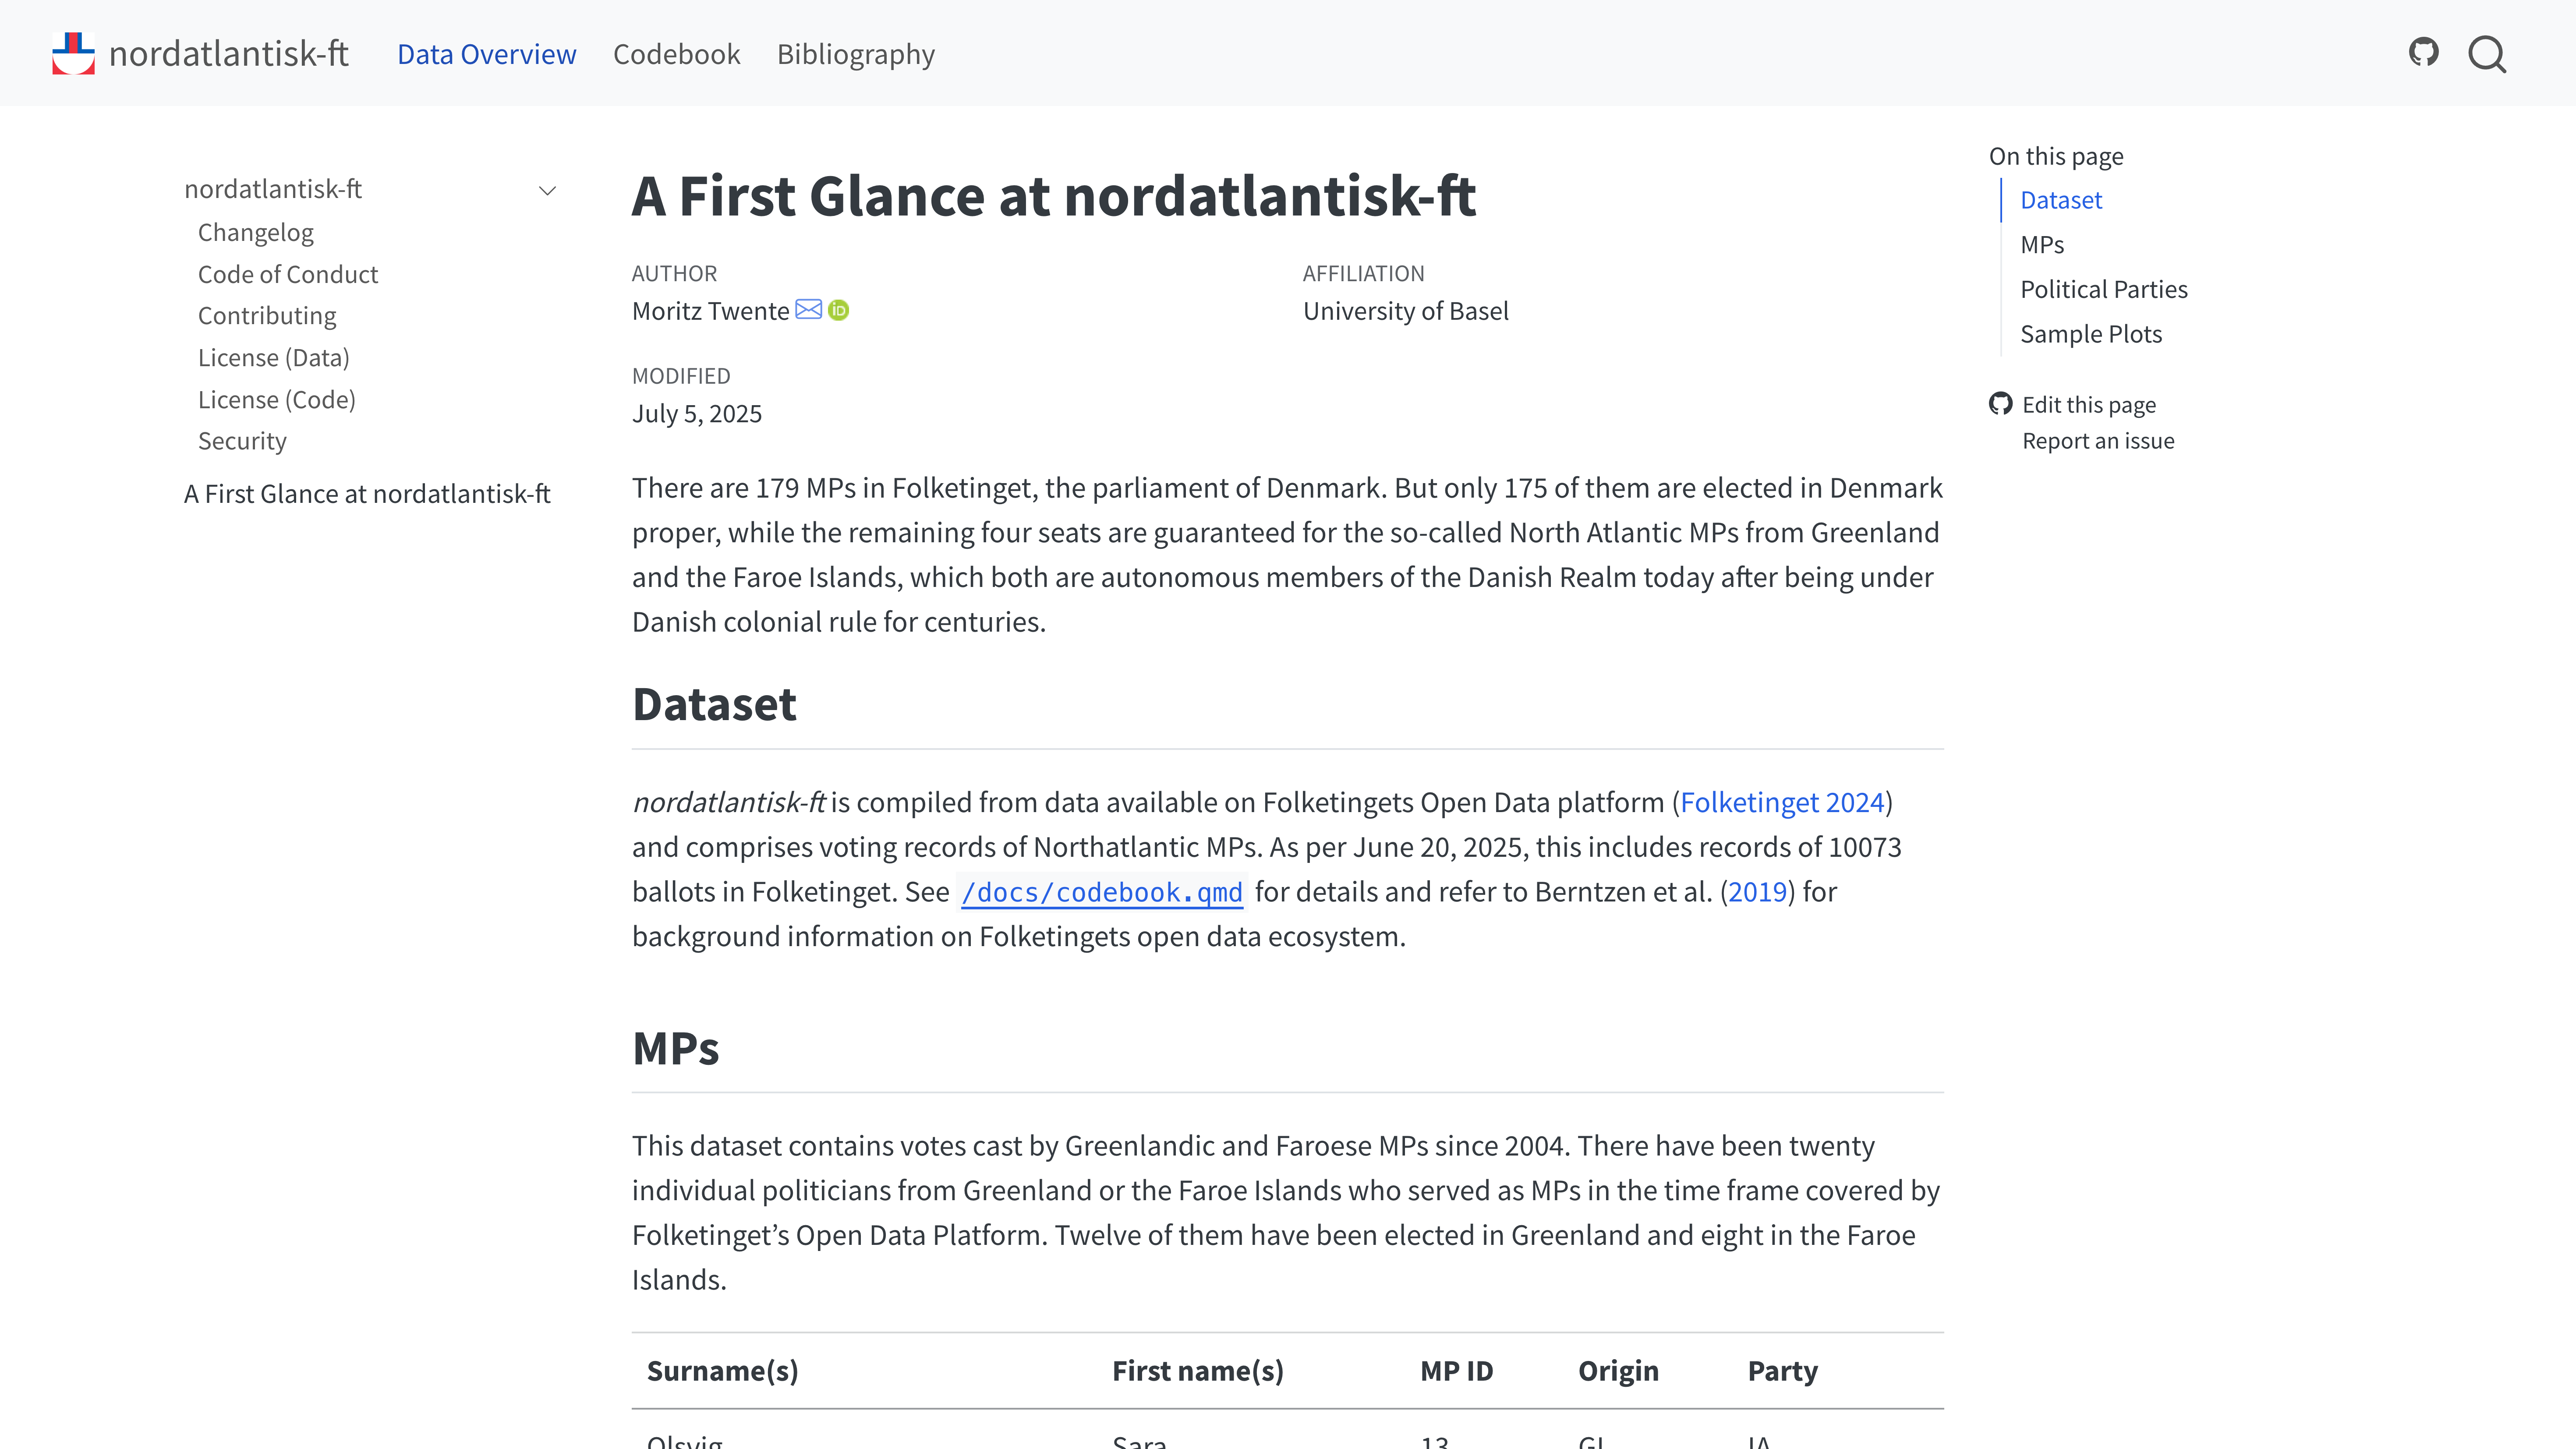 nordatlantisk-ft
Data Overview
Codebook
Bibliography
nordatlantisk-ft
Changelog
Code of Conduct
Contributing
License (Data)
License (Code)
Security
A First Glance at nordatlantisk-ft
A First Glance at nordatlantisk-ft
AUTHOR
Moritz Twente
AFFILIATION
University of Basel
MODIFIED
July 5, 2025
There are 179 MPs in Folketinget, the parliament of Denmark. But only 175 of them are elected in Denmark
proper, while the remaining four seats are guaranteed for the so-called North Atlantic MPs from Greenland
and the Faroe Islands, which both are autonomous members of the Danish Realm today after being under
Danish colonial rule for centuries.
Dataset
nordatlantisk-ft is compiled from data available on Folketingets Open Data platform (Folketinget 2024)
and comprises voting records of Northatlantic MPs. As per June 20, 2025, this includes records of 10073
ballots in Folketinget. See /docs/codebook.qmd for details and refer to Berntzen et al. (2019) for
background information on Folketingets open data ecosystem.
MPs
This dataset contains votes cast by Greenlandic and Faroese MPs since 2004. There have been twenty
individual politicians from Greenland or the Faroe Islands who served as MPs in the time frame covered by
Folketinget’s Open Data Platform. Twelve of them have been elected in Greenland and eight in the Faroe
Islands.
Surname(s) First name(s) MP ID Origin Party
Olsvig Sara 13 GL IA
On this page
Dataset
MPs
Political Parties
Sample Plots
Edit this page
Report an issue